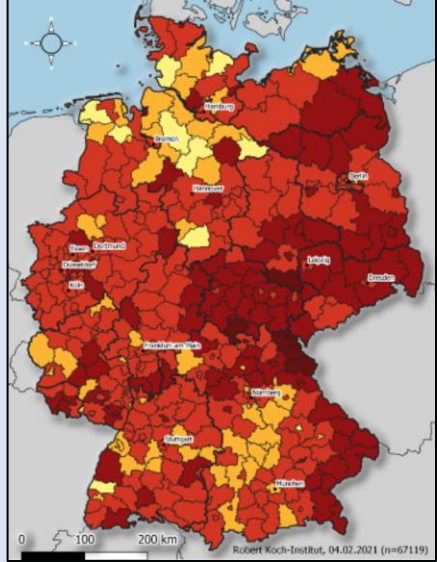 Hamburg
Bremen
Berlin
Hannover
Essen
Dortmund
Düsseldorf
Köln
Leipzig
Dresden
Frankfurt am Main
Nürnberg
Stuttgart
München
0 100 200 km
Robert Koch-Institut, 04.02.2021 (n=67119)